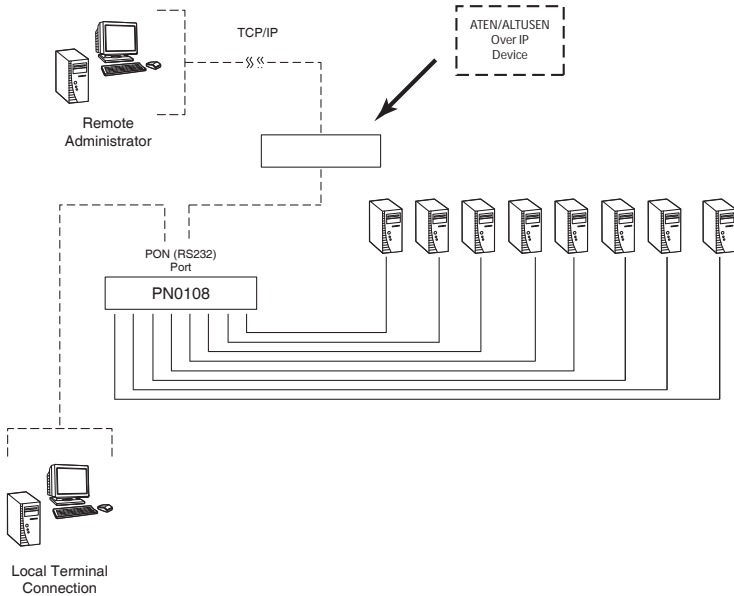 TCP/IP
ATEN/ALTUSEN
Over IP
Device
Remote
Administrator
PON (RS232)
Port
PN0108
Local Terminal
Connection